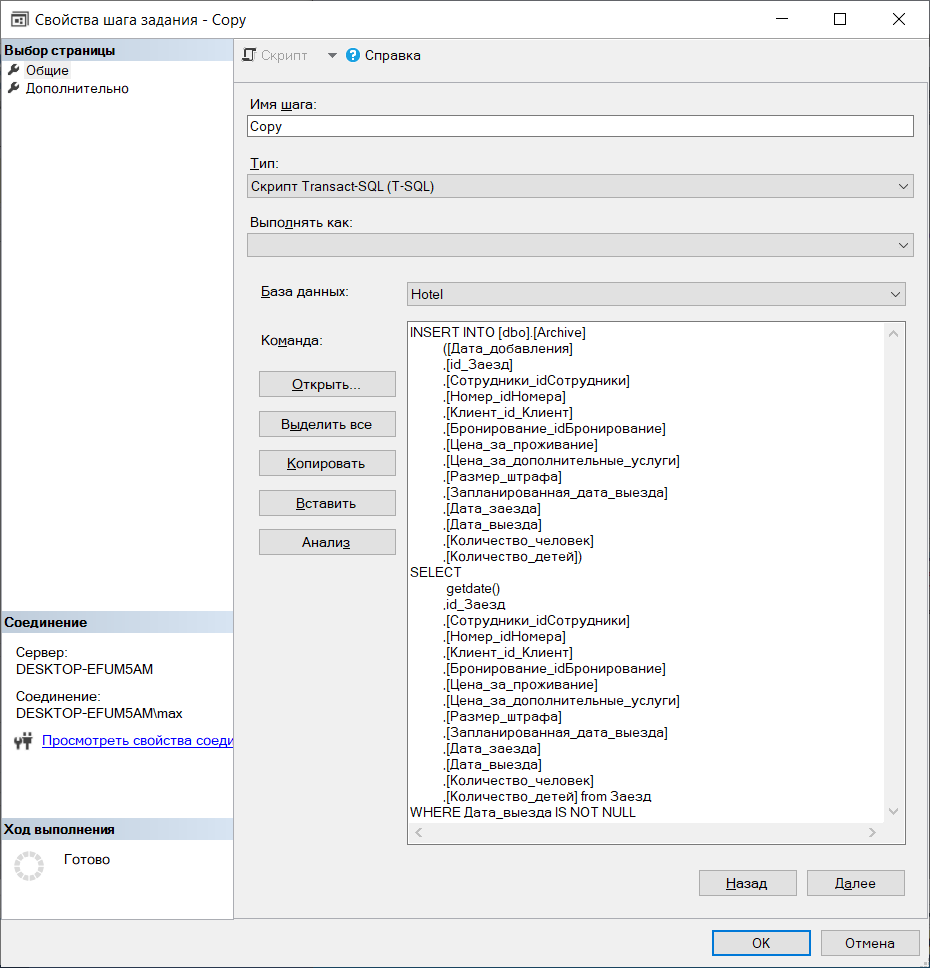 Свойства шага задания - Copy
Выбор страницы
Общие
Дополнительно
Скрипт
Справка
Имя шага:
Copy
Тип:
Скрипт Transact-SQL (T-SQL)
Выполнять как:
База данных:
Hotel
Команда:
Открыть...
Выделить все
Копировать
Вставить
Анализ
INSERT INTO [dbo].[Archive]
([Дата_добавления]
,[id_Заезд]
,[Сотрудники_idСотрудники]
,[Номер_idНомера]
,[Клиент_id_Клиент]
,[Бронирование_idБронирование]
,[Цена_за_проживание]
,[Цена_за_дополнительные_услуги]
,[Размер_штрафа]
,[Запланированная_дата_выезда]
,[Дата_заезда]
,[Дата_выезда]
,[Количество_человек]
,[Количество_детей])
SELECT
getdate()
,id_Заезд
,[Сотрудники_idСотрудники]
,[Номер_idНомера]
,[Клиент_id_Клиент]
,[Бронирование_idБронирование]
,[Цена_за_проживание]
,[Цена_за_дополнительные_услуги]
,[Размер_штрафа]
,[Запланированная_дата_выезда]
,[Дата_заезда]
,[Дата_выезда]
,[Количество_человек]
,[Количество_детей] from Заезд
WHERE Дата_выезда IS NOT NULL
Соединение
Сервер:
DESKTOP-EFUM5AM
Соединение:
DESKTOP-EFUM5AM\max
Просмотреть свойства соеди
Ход выполнения
Готово
Назад
Далее
OK
Отмена